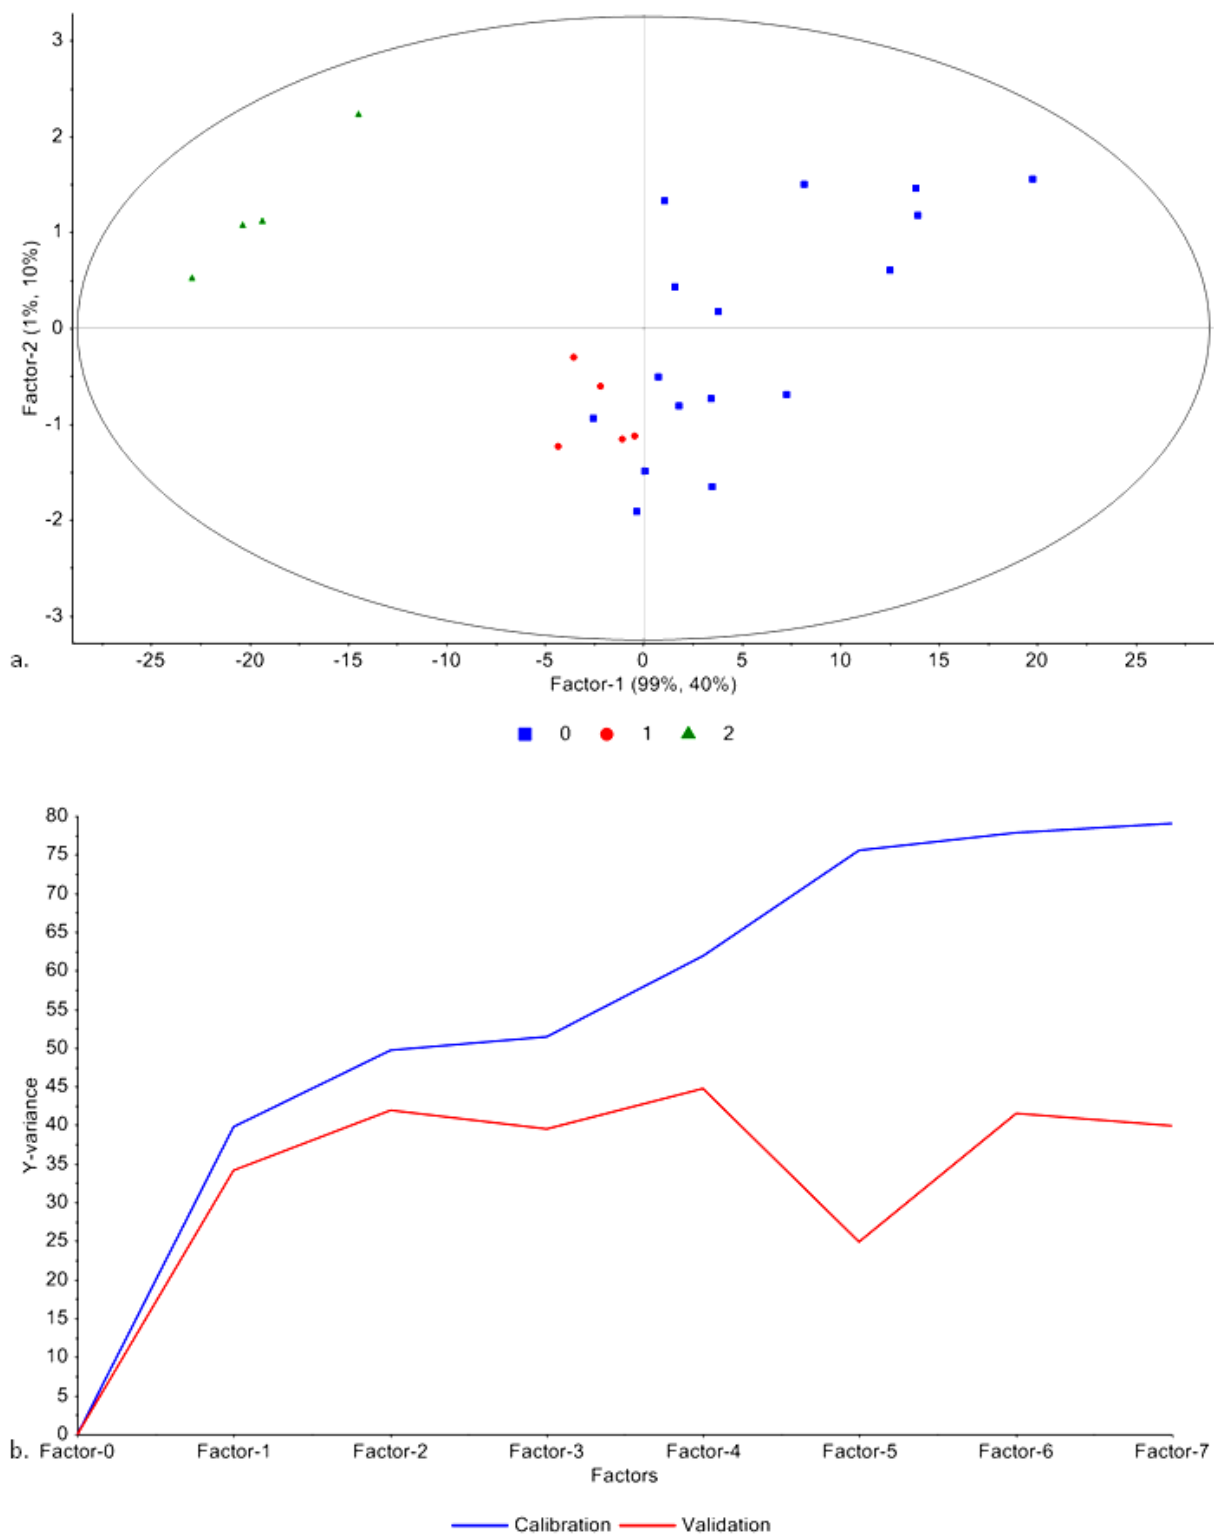 3
2
1
0
-1
-2
-3
Factor-2 (1%, 10%)
a.
-25 -20 -15 -10 -5 0 5 10 15 20 25
Factor-1 (99%, 40%)
0 1 2
80
75
70
65
60
55
50
45
40
35
30
25
20
15
10
5
0
Y-variance
b. Factor-0 Factor-1 Factor-2 Factor-3 Factor-4 Factor-5 Factor-6 Factor-7
Factors
Calibration Validation